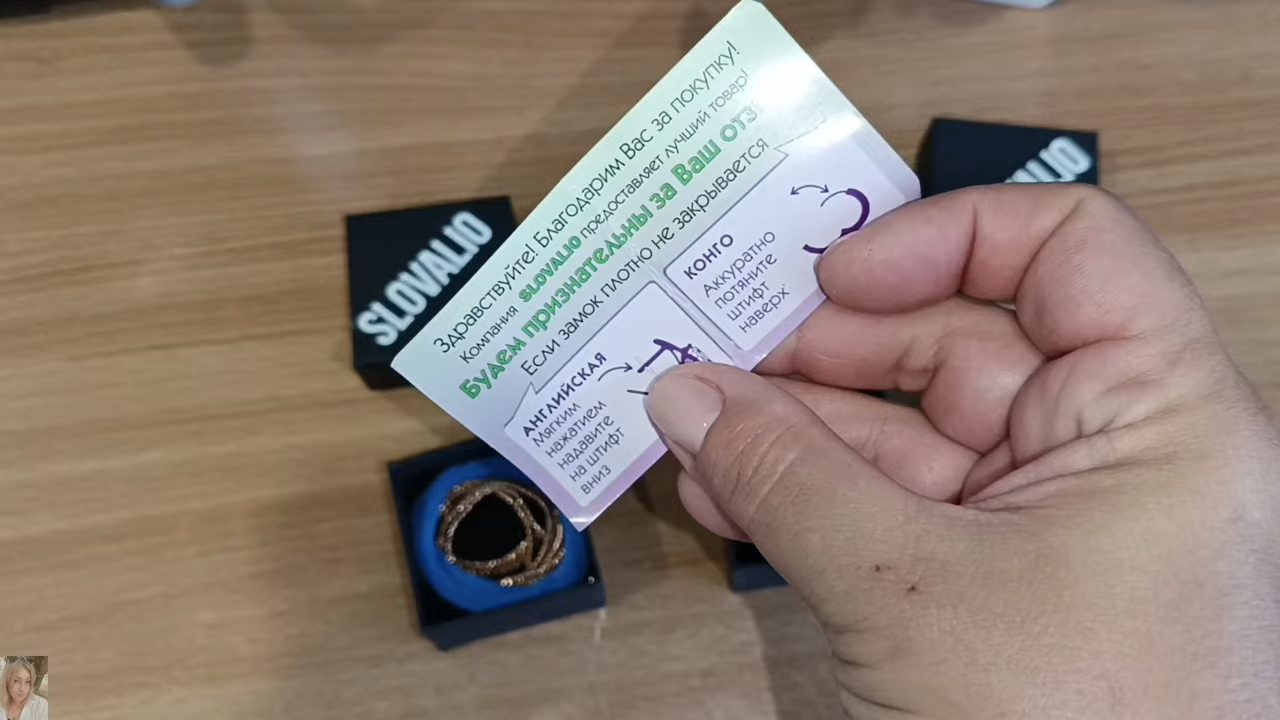 Здравствуйте! Благодарим Вас за покупку!
Компания SLOVALIO предоставляет лучший товар!
Будем признательны за Ваш
Если замок плотно не закрывается
АНГЛИЙСКАЯ
Мягким
нажатием
надавите
на штифт
вниз
КОНГО
Аккуратно
потяните
штифт
наверх
SLOVALIO